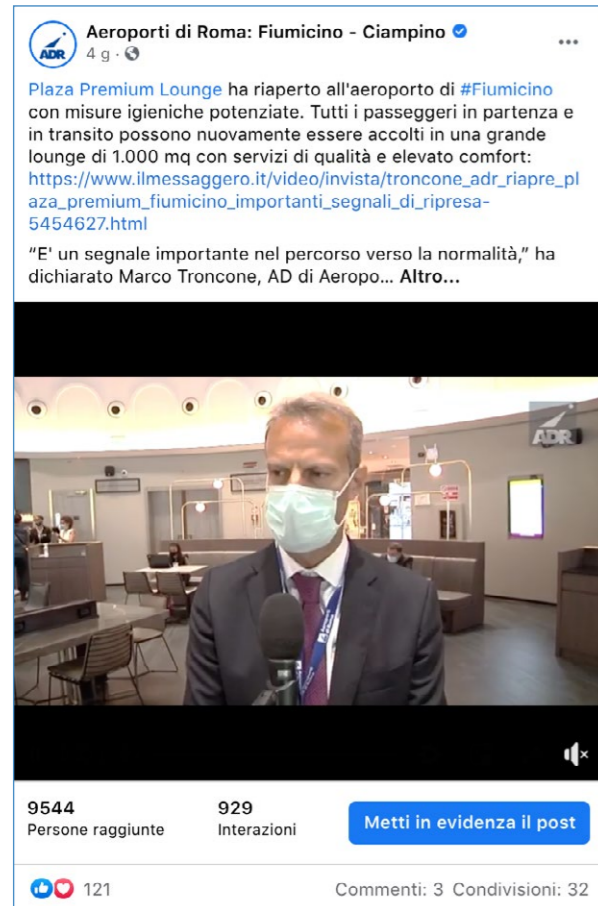 Aeroporti di Roma: Fiumicino - Ciampino
ADR
4 g ·
Plaza Premium Lounge ha riaperto all'aeroporto di #Fiumicino
con misure igieniche potenziate. Tutti i passeggeri in partenza e
in transito possono nuovamente essere accolti in una grande
lounge di 1.000 mq con servizi di qualità e elevato comfort:
https://www.ilmessaggero.it/video/invista/troncone_adr_riapre_pl
aza_premium_fiumicino_importanti_segnali_di_ripresa-
5454627.html
“E' un segnale importante nel percorso verso la normalità,” ha
dichiarato Marco Troncone, AD di Aeropo... Altro...
ADR
9544
Persone raggiunte
929
Interazioni
Metti in evidenza il post
121
Commenti: 3 Condivisioni: 32